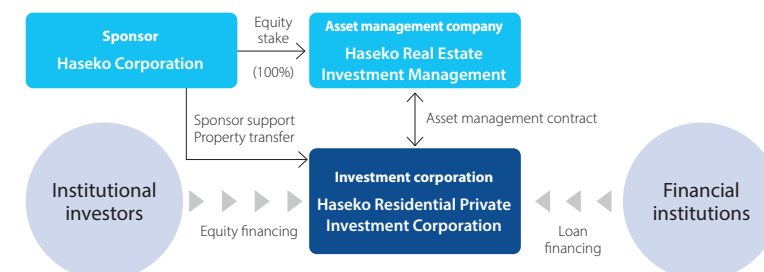 Sponsor
Haseko Corporation
Equity
stake
(100%)
Asset management company
Haseko Real Estate
Investment Management
Sponsor support
Property transfer
Asset management contract
Institutional
investors
Equity financing
Investment corporation
Haseko Residential Private
Investment Corporation
Loan
financing
Financial
institutions